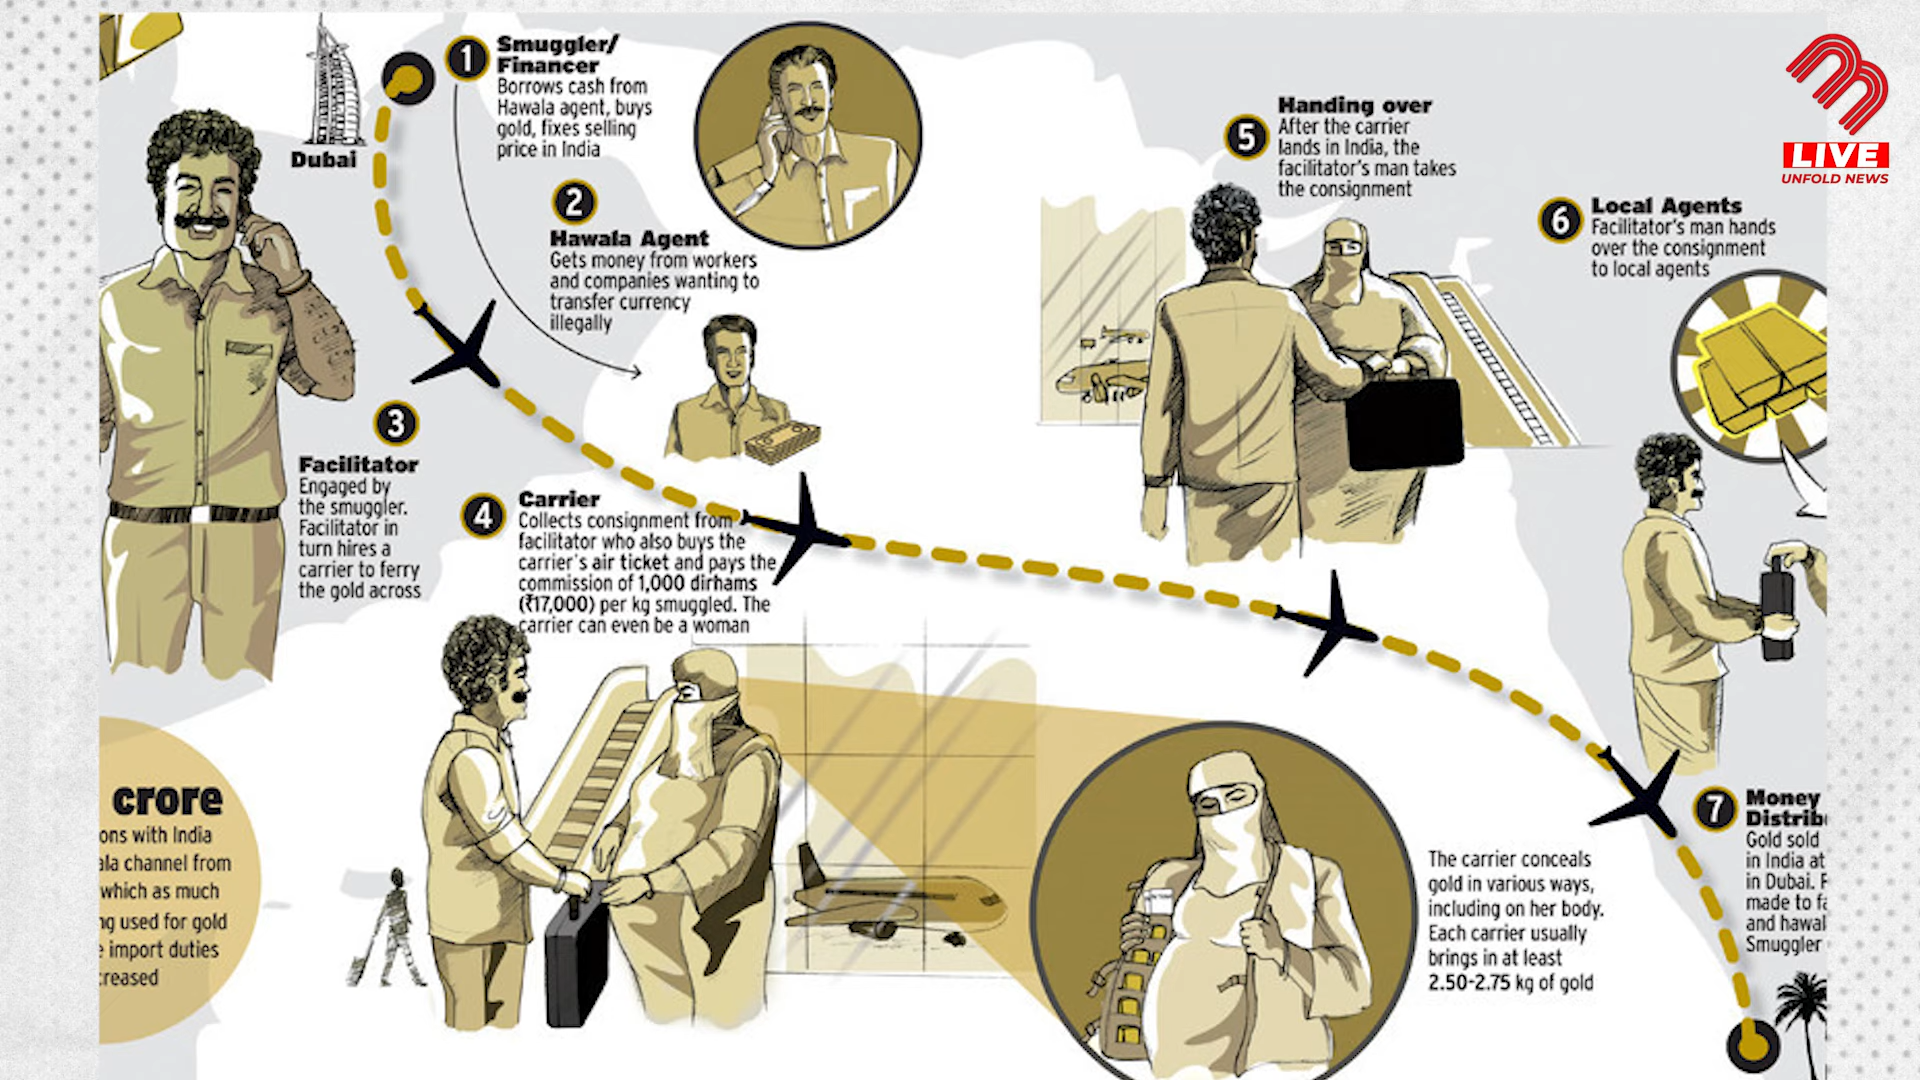 Dubai
1
Smuggler/
Financer
Borrows cash from
Hawala agent, buys
gold, fixes selling
price in India
2
Hawala Agent
Gets money from workers
and companies wanting to
transfer currency
illegally
3
Facilitator
Engaged by
the smuggler.
Facilitator in
turn hires a
carrier to ferry
the gold across
4
Carrier
Collects consignment from
facilitator who also buys the
carrier's air ticket and pays the
commission of 1,000 dirhams
(₹17,000) per kg smuggled. The
carrier can even be a woman
The carrier conceals
gold in various ways,
including on her body.
Each carrier usually
brings in at least
2.50-2.75 kg of gold
5
Handing over
After the carrier
lands in India, the
facilitator's man takes
the consignment
6
Local Agents
Facilitator's man hands
over the consignment
to local agents
7
Money
Gold sold
in India at
in Dubai.
made to
and
Smuggler
crore
with India
channel from
which as much
used for gold
import duties
LIVE
UNFOLD NEWS